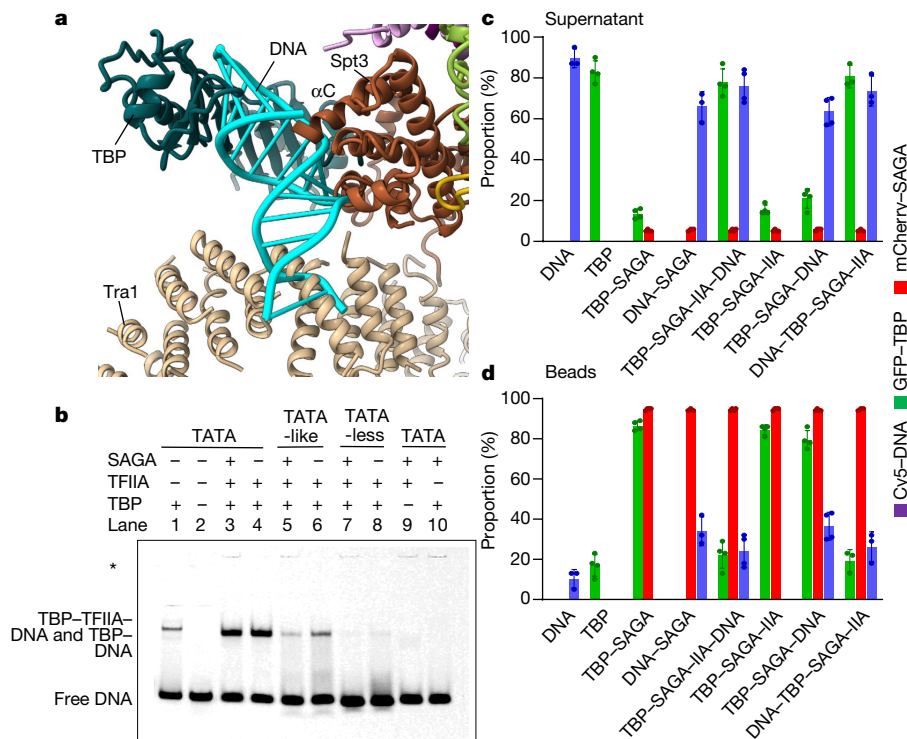 a
DNA
Spt3
αC
TBP
Tra1
b
TATA
TATA
-like
TATA
-less
TATA
SAGA + − + − + − + − + +
TFIIA − − + + + + + + + −
TBP + − + + + + + + − +
Lane 1 2 3 4 5 6 7 8 9 10
*
TBP–TFIIA–
DNA and TBP–
DNA
Free DNA
c Supernatant
Proportion (%)
100
80
60
40
20
0
DNA
TBP
TBP–SAGA
DNA–SAGA
TBP–SAGA–IIA–DNA
TBP–SAGA–IIA
TBP–SAGA–DNA
DNA–TBP–SAGA–IIA
d Beads
Proportion (%)
100
80
60
40
20
0
DNA
TBP
TBP–SAGA
DNA–SAGA
TBP–SAGA–IIA–DNA
TBP–SAGA–IIA
TBP–SAGA–DNA
DNA–TBP–SAGA–IIA
Cy5–DNA
GFP–TBP
mCherry–SAGA